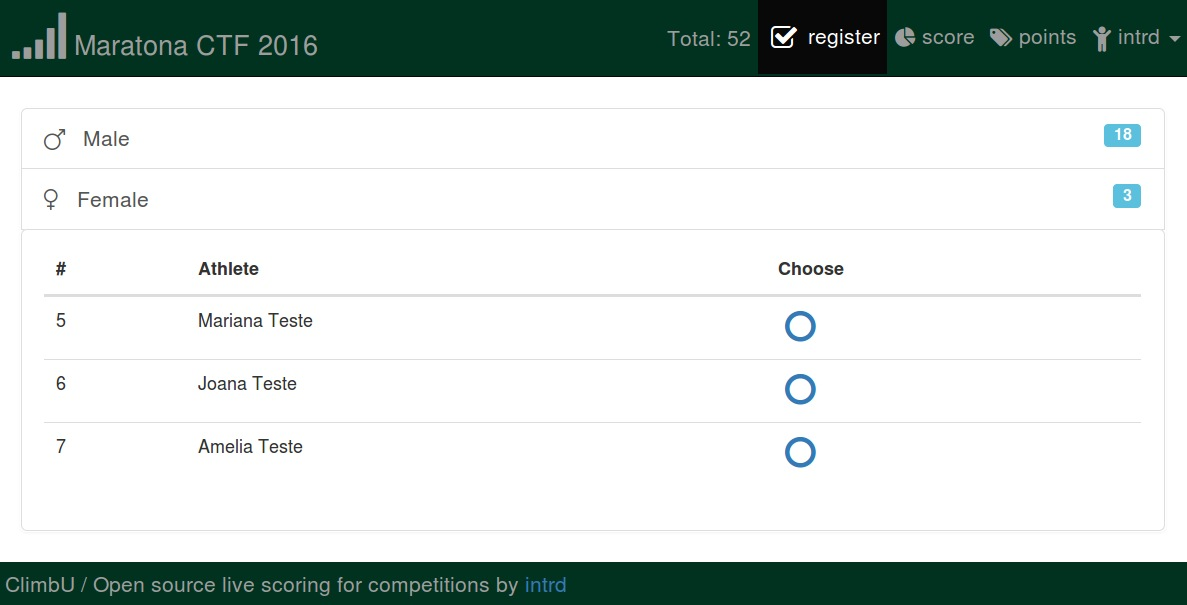 Maratona CTF 2016 Total: 52 register score points intrd
Male 18
Female 3
# Athlete Choose
5 Mariana Teste
6 Joana Teste
7 Amelia Teste
ClimbU / Open source live scoring for competitions by intrd